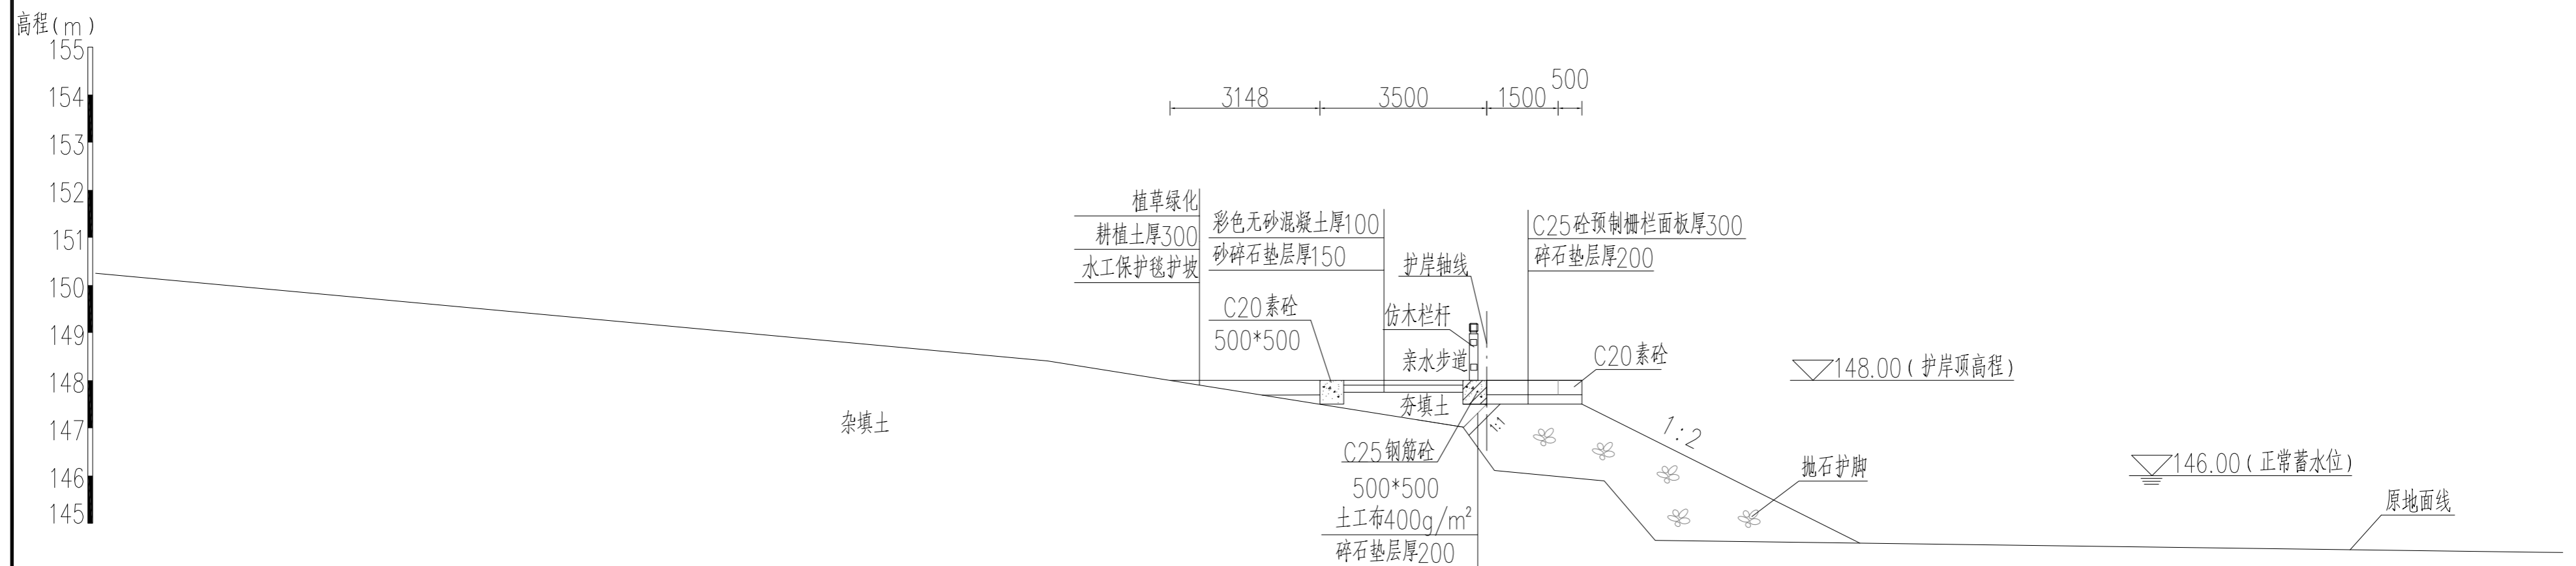 高程(m)
155
154
153
152
151
150
149
148
147
146
145
3148
3500
1500
500
植草绿化
耕植土厚300
水工保护毯护坡
彩色无砂混凝土厚100
砂碎石垫层厚150
C20素砼
500*500
护岸轴线
仿木栏杆
亲水步道
C25砼预制栅栏面板厚300
碎石垫层厚200
C20素砼
148.00(护岸顶高程)
杂填土
夯填土
1:1
1:2
C25钢筋砼
500*500
土工布400g/m²
碎石垫层厚200
抛石护脚
146.00(正常蓄水位)
原地面线